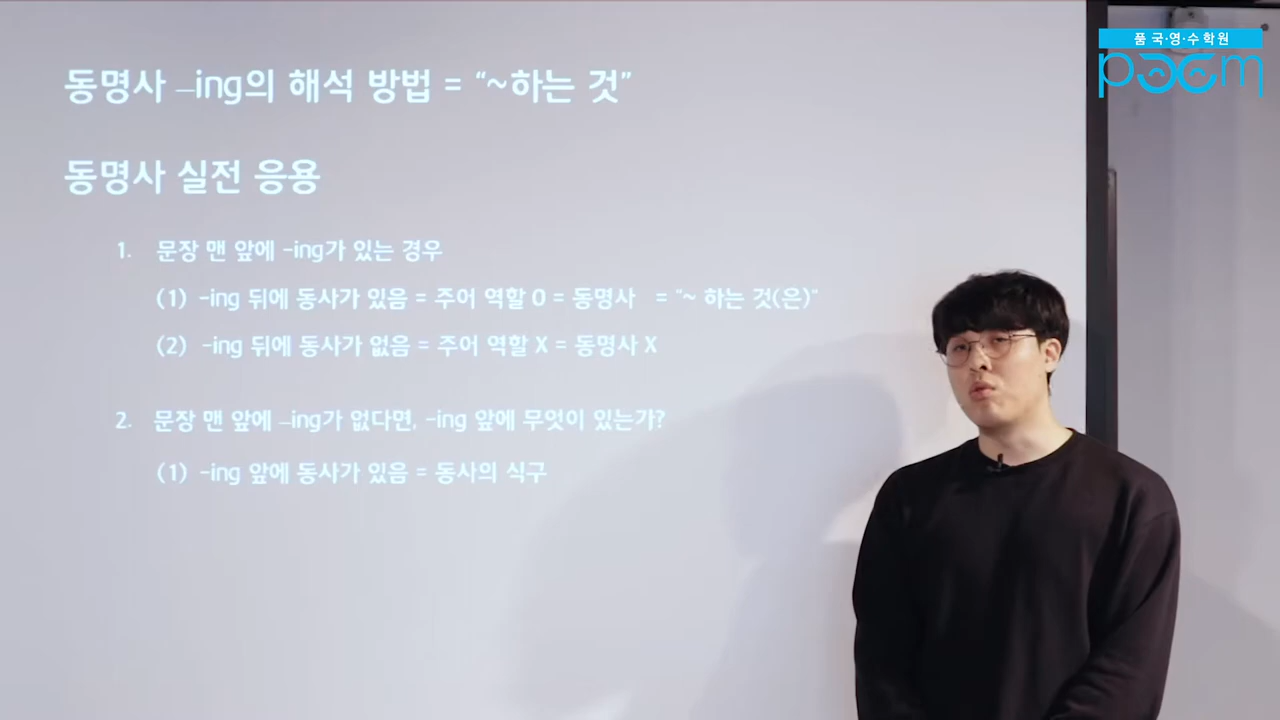 품 국·영·수 학원
poem
동명사 –ing의 해석 방법 = “~하는 것”
동명사 실전 응용
1. 문장 맨 앞에 -ing가 있는 경우
(1) -ing 뒤에 동사가 있음 = 주어 역할 O = 동명사 = "~ 하는 것(은)"
(2) -ing 뒤에 동사가 없음 = 주어 역할 X = 동명사 X
2. 문장 맨 앞에 –ing가 없다면, -ing 앞에 무엇이 있는가?
(1) -ing 앞에 동사가 있음 = 동사의 식구